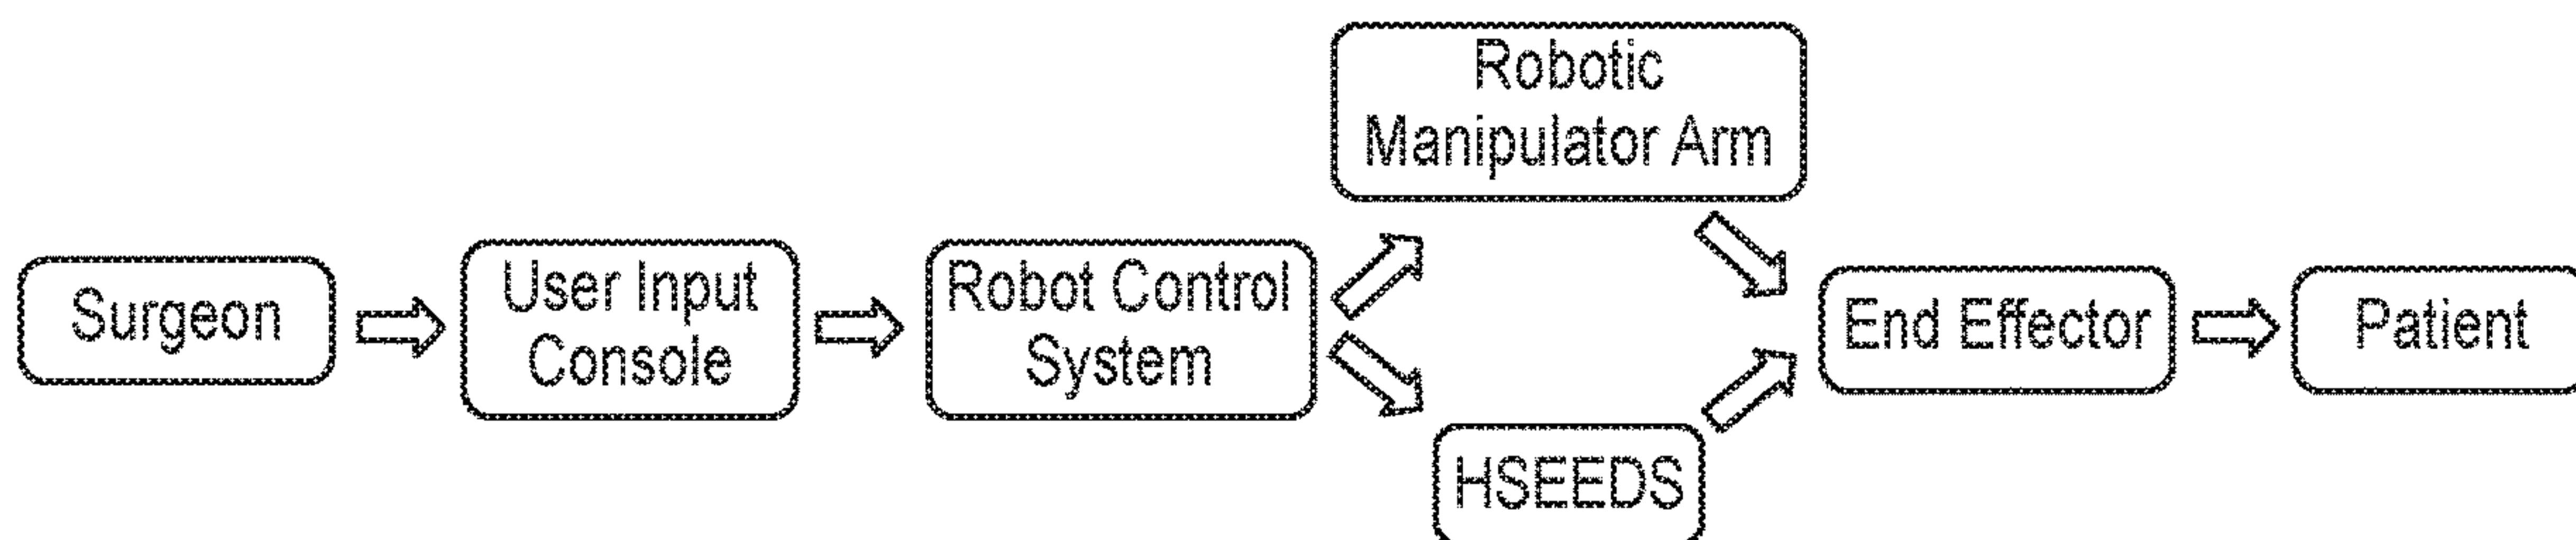 Surgeon
User Input
Console
Robot Control
System
Robotic
Manipulator Arm
HSEEDS
End Effector
Patient